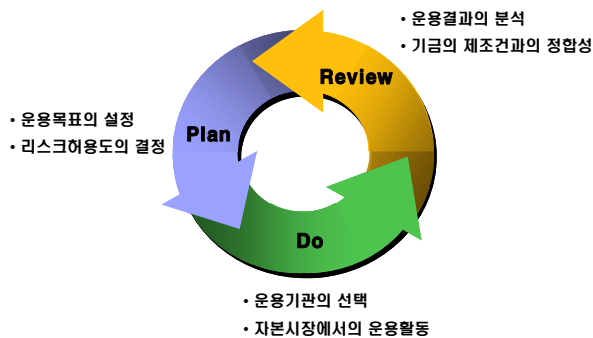 • 운용결과의 분석
• 기금의 제조건과의 정합성
Review
Plan
• 운용목표의 설정
• 리스크허용도의 결정
Do
• 운용기관의 선택
• 자본시장에서의 운용활동